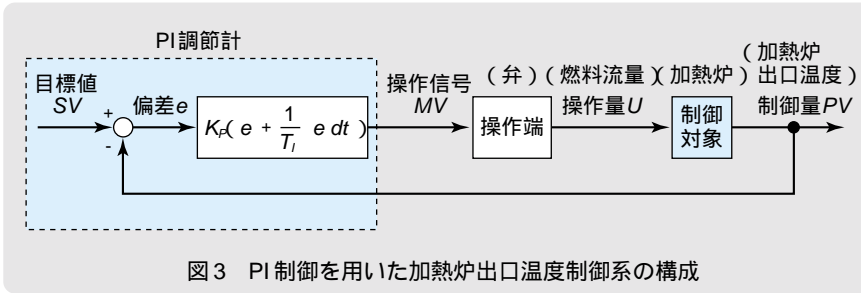 PI調節計
目標値
SV
+
-
偏差e
KP( e + 1/TI e dt )
操作信号
MV
(弁)
操作端
(燃料流量)
操作量U
(加熱炉)
制御
対象
(加熱炉
出口温度)
制御量PV
図3 PI制御を用いた加熱炉出口温度制御系の構成